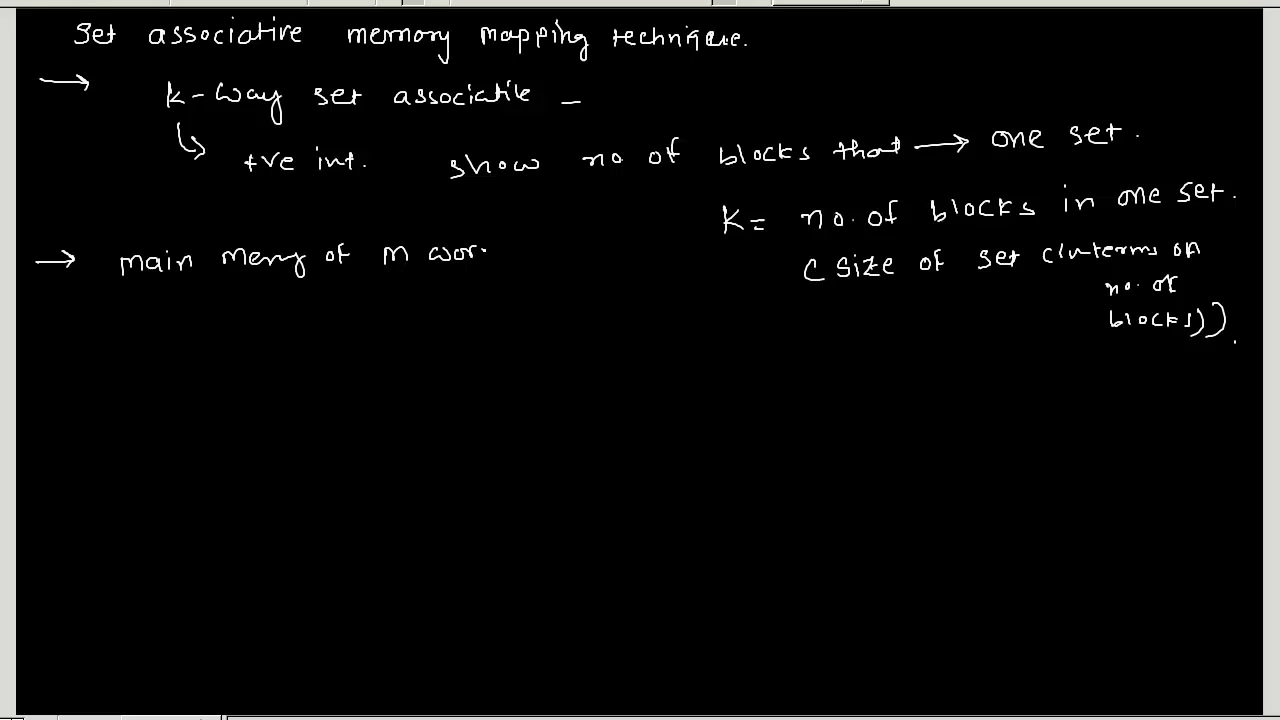 Set associative memory mapping technique.
→ k-way set associative –
+ve int. show no of blocks that → one set.
K = no. of blocks in one set.
(size of set (in terms of no. of blocks)).
→ main memy of m wor